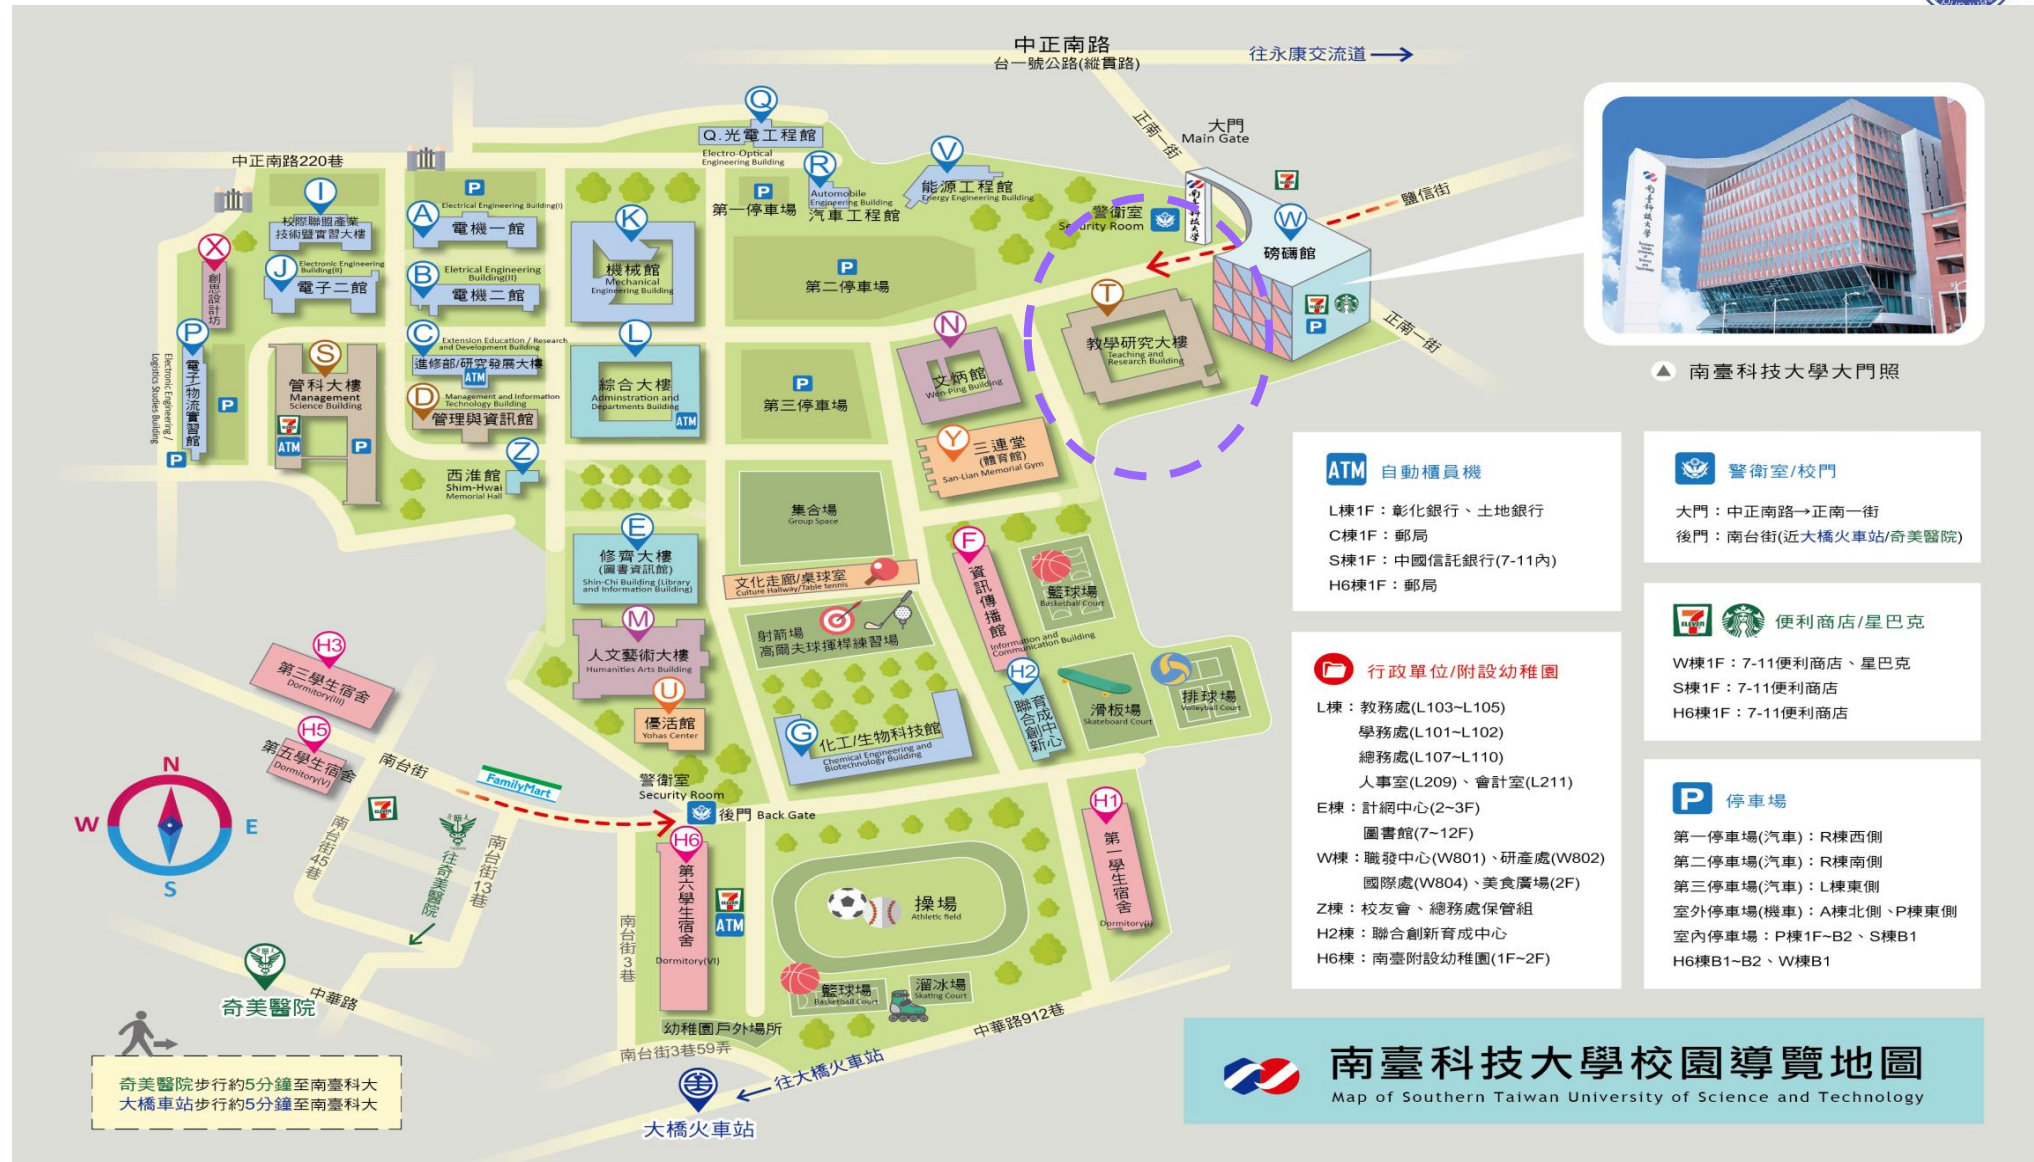 中正南路
台一號公路(縱貫路)
往永康交流道
正南一街
大門
Main Gate
鹽信街
正南一街
中正南路220巷
Q
Q.光電工程館
Electro-Optical
Engineering Building
R
Automobile
Engineering Building
汽車工程館
V
能源工程館
Energy Engineering Building
警衛室
Security Room
南臺科技大學
7
ELEVEN
W
磅礴館
P
I
校際聯盟產業
技術暨實習大樓
P
A
Electrical Engineering Building(I)
電機一館
K
機械館
Mechanical
Engineering Building
P
第一停車場
P
第二停車場
X
創思設計坊
J
Electronic Engineering
Building(II)
電子二館
B
Eletrical Engineering
Building(II)
電機二館
T
教學研究大樓
Teaching and
Research Building
P
電子/物流實習館
Electronic Engineering /
Logistics Studies Building
P
P
S
管科大樓
Management
Science Building
7
ELEVEN
ATM
P
C
Extension Education / Research
and Development Building
進修部/研究發展大樓
ATM
D
Management and Information
Technology Building
管理與資訊館
L
綜合大樓
Adminstration and
Departments Building
ATM
P
第三停車場
N
文炳館
Wen-Ping Building
Y
三連堂
(體育館)
San-Lian Memorial Gym
Z
西淮館
Shim-Hwai
Memorial Hall
集合場
Group Space
E
修齊大樓
(圖書資訊館)
Shin-Chi Building (Library
and Information Building)
文化走廊/桌球室
Culture Hallway/Table tennis
F
資訊傳播館
Information and
Communication Building
籃球場
Basketball Court
M
人文藝術大樓
Humanities Arts Building
射箭場
高爾夫球揮桿練習場
H2
聯合育成創新中心
滑板場
Skateboard Court
排球場
Volleyball Court
U
優活館
Yohas Center
G
化工/生物科技館
Chemical Engineering and
Biotechnology Building
H3
第三學生宿舍
Dormitory(III)
H5
第五學生宿舍
Dormitory(V)
南台街
FamilyMart
警衛室
Security Room
後門 Back Gate
N
W
E
S
7
ELEVEN
南台街45巷
往奇美醫院
南台街13巷
H6
第六學生宿舍
Dormitory(VI)
7
ELEVEN
ATM
南台街3巷
H1
第一學生宿舍
Dormitory(I)
操場
Athletic field
籃球場
Basketball Court
溜冰場
Skating Court
幼稚園戶外場所
奇美醫院
中華路
南台街3巷59弄
中華路912巷
往大橋火車站
大橋火車站
奇美醫院步行約5分鐘至南臺科大
大橋車站步行約5分鐘至南臺科大
南臺科技大學大門照
ATM 自動櫃員機
L棟1F：彰化銀行、土地銀行
C棟1F：郵局
S棟1F：中國信託銀行(7-11內)
H6棟1F：郵局
警衛室/校門
大門：中正南路→正南一街
後門：南台街(近大橋火車站/奇美醫院)
7 ELEVEN 便利商店/星巴克
W棟1F：7-11便利商店、星巴克
S棟1F：7-11便利商店
H6棟1F：7-11便利商店
行政單位/附設幼稚園
L棟：教務處(L103~L105)
學務處(L101~L102)
總務處(L107~L110)
人事室(L209)、會計室(L211)
E棟：計網中心(2~3F)
圖書館(7~12F)
W棟：職發中心(W801)、研產處(W802)
國際處(W804)、美食廣場(2F)
Z棟：校友會、總務處保管組
H2棟：聯合創新育成中心
H6棟：南臺附設幼稚園(1F~2F)
P 停車場
第一停車場(汽車)：R棟西側
第二停車場(汽車)：R棟南側
第三停車場(汽車)：L棟東側
室外停車場(機車)：A棟北側、P棟東側
室內停車場：P棟1F~B2、S棟B1
H6棟B1~B2、W棟B1
南臺科技大學校園導覽地圖
Map of Southern Taiwan University of Science and Technology